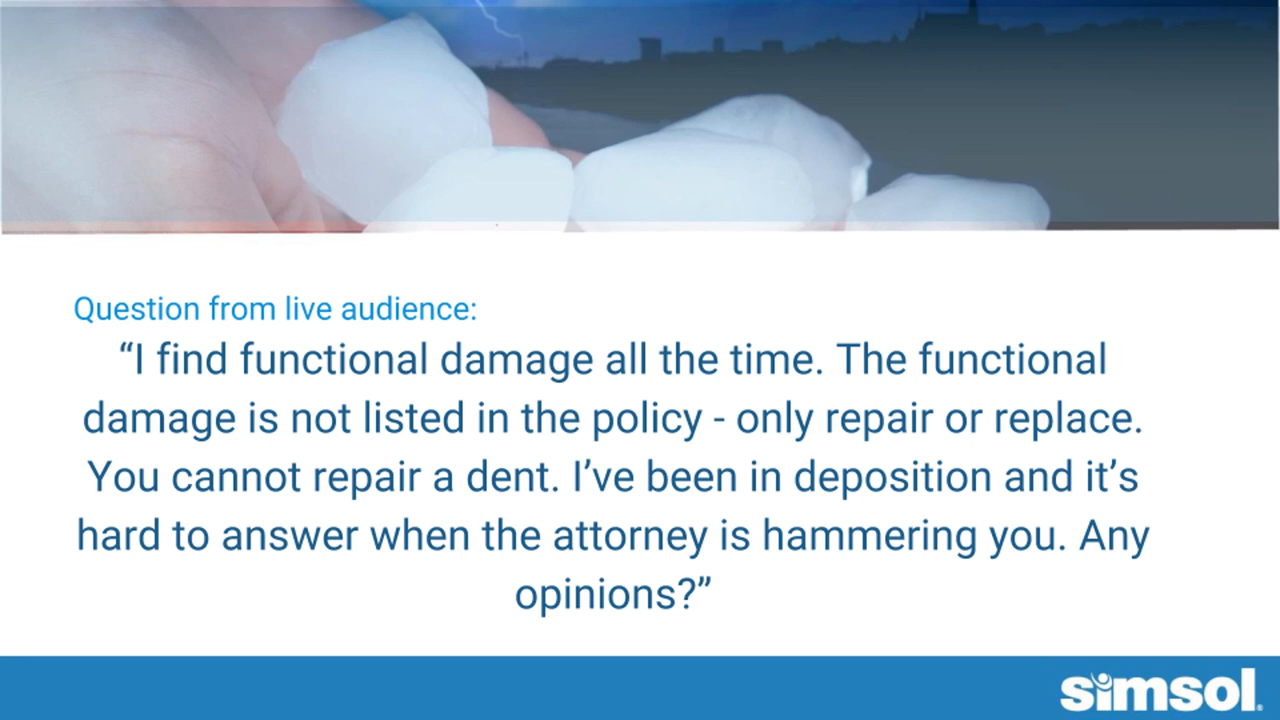 Question from live audience:
“I find functional damage all the time. The functional
damage is not listed in the policy - only repair or replace.
You cannot repair a dent. I’ve been in deposition and it’s
hard to answer when the attorney is hammering you. Any
opinions?”
simsol.